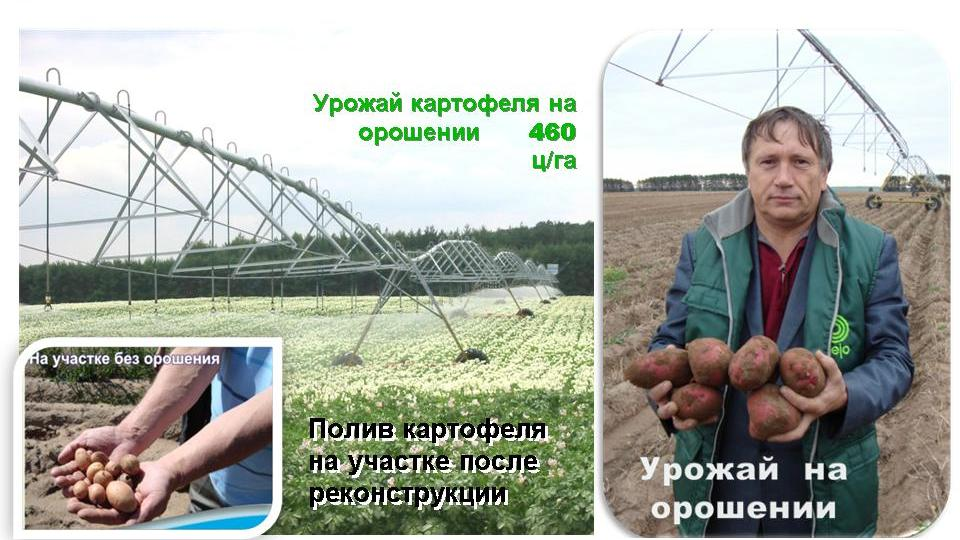 Урожай картофеля на
орошении 460
ц/га
На участке без орошения
Полив картофеля
на участке после
реконструкции
Урожай на
орошении